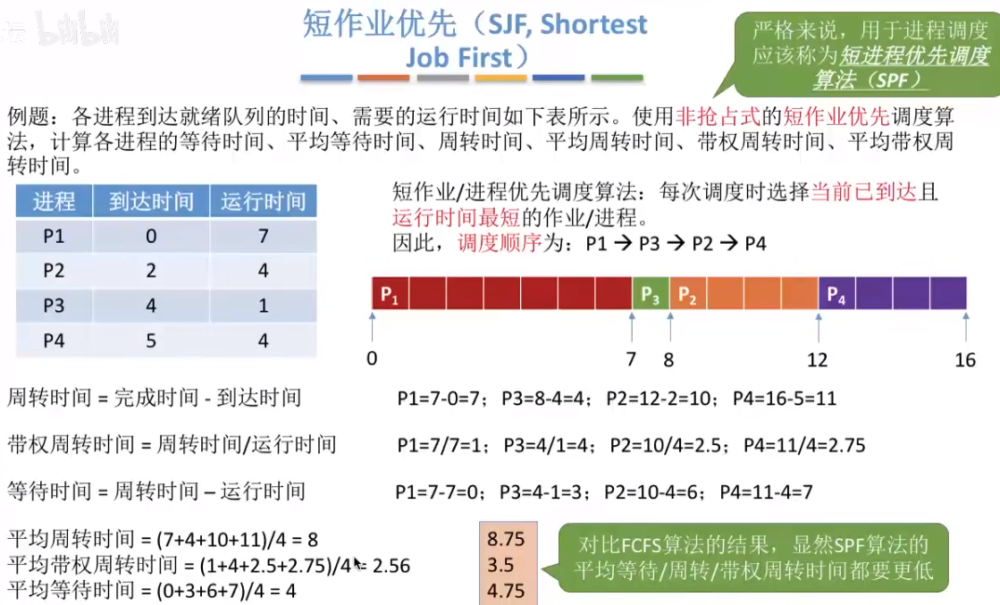 bilibili
短作业优先（SJF, Shortest
Job First）
严格来说，用于进程调度
应该称为短进程优先调度
算法（SPF）
例题：各进程到达就绪队列的时间、需要的运行时间如下表所示。使用非抢占式的短作业优先调度算
法，计算各进程的等待时间、平均等待时间、周转时间、平均周转时间、带权周转时间、平均带权周
转时间。
进程 到达时间 运行时间
P1 0 7
P2 2 4
P3 4 1
P4 5 4
短作业/进程优先调度算法：每次调度时选择当前已到达且
运行时间最短的作业/进程。
因此，调度顺序为：P1 → P3 → P2 → P4
P1 P3 P2 P4
0 7 8 12 16
周转时间 = 完成时间 - 到达时间 P1=7-0=7；P3=8-4=4；P2=12-2=10；P4=16-5=11
带权周转时间 = 周转时间/运行时间 P1=7/7=1；P3=4/1=4；P2=10/4=2.5；P4=11/4=2.75
等待时间 = 周转时间 – 运行时间 P1=7-7=0；P3=4-1=3；P2=10-4=6；P4=11-4=7
平均周转时间 = (7+4+10+11)/4 = 8 8.75
平均带权周转时间 = (1+4+2.5+2.75)/4 = 2.56 3.5
平均等待时间 = (0+3+6+7)/4 = 4 4.75
对比FCFS算法的结果，显然SPF算法的
平均等待/周转/带权周转时间都要更低